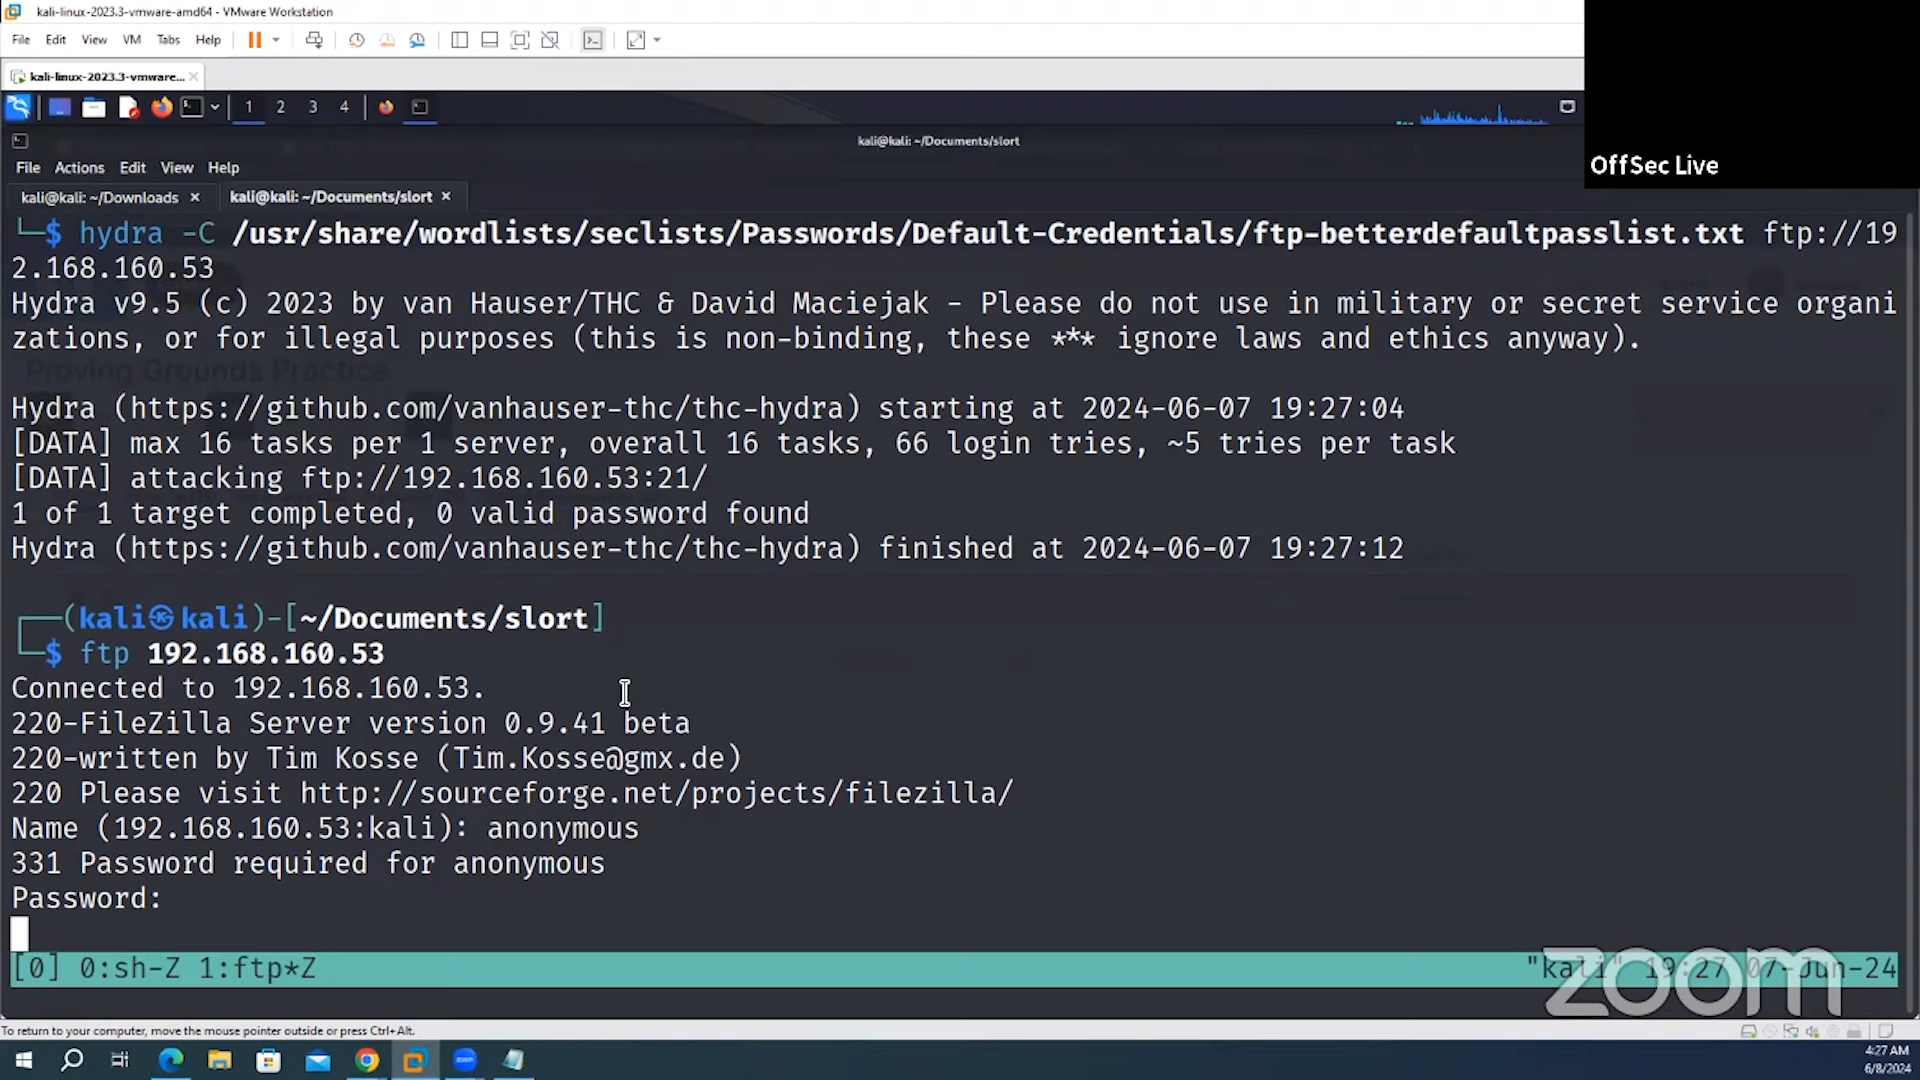 kali-linux-2023.3-vmware-amd64 - VMware Workstation
File Edit View VM Tabs Help
kali-linux-2023.3-vmware...
1 2 3 4
kali@kali: ~/Documents/slort
File Actions Edit View Help
OffSec Live
kali@kali: ~/Downloads × kali@kali: ~/Documents/slort ×
└─$ hydra -C /usr/share/wordlists/seclists/Passwords/Default-Credentials/ftp-betterdefaultpasslist.txt ftp://19
2.168.160.53
Hydra v9.5 (c) 2023 by van Hauser/THC & David Maciejak - Please do not use in military or secret service organi
zations, or for illegal purposes (this is non-binding, these *** ignore laws and ethics anyway).
Proving Grounds Practice
Hydra (https://github.com/vanhauser-thc/thc-hydra) starting at 2024-06-07 19:27:04
[DATA] max 16 tasks per 1 server, overall 16 tasks, 66 login tries, ~5 tries per task
[DATA] attacking ftp://192.168.160.53:21/
1 of 1 target completed, 0 valid password found
Hydra (https://github.com/vanhauser-thc/thc-hydra) finished at 2024-06-07 19:27:12
┌──(kali㉿kali)-[~/Documents/slort]
└─$ ftp 192.168.160.53
Connected to 192.168.160.53.
220-FileZilla Server version 0.9.41 beta
220-written by Tim Kosse (Tim.Kosse@gmx.de)
220 Please visit http://sourceforge.net/projects/filezilla/
Name (192.168.160.53:kali): anonymous
331 Password required for anonymous
Password:
[0] 0:sh-Z 1:ftp*Z "kali" 19:27 07-Jun-24
zoom
To return to your computer, move the mouse pointer outside or press Ctrl+Alt.
zoom
4:27 AM
6/8/2024